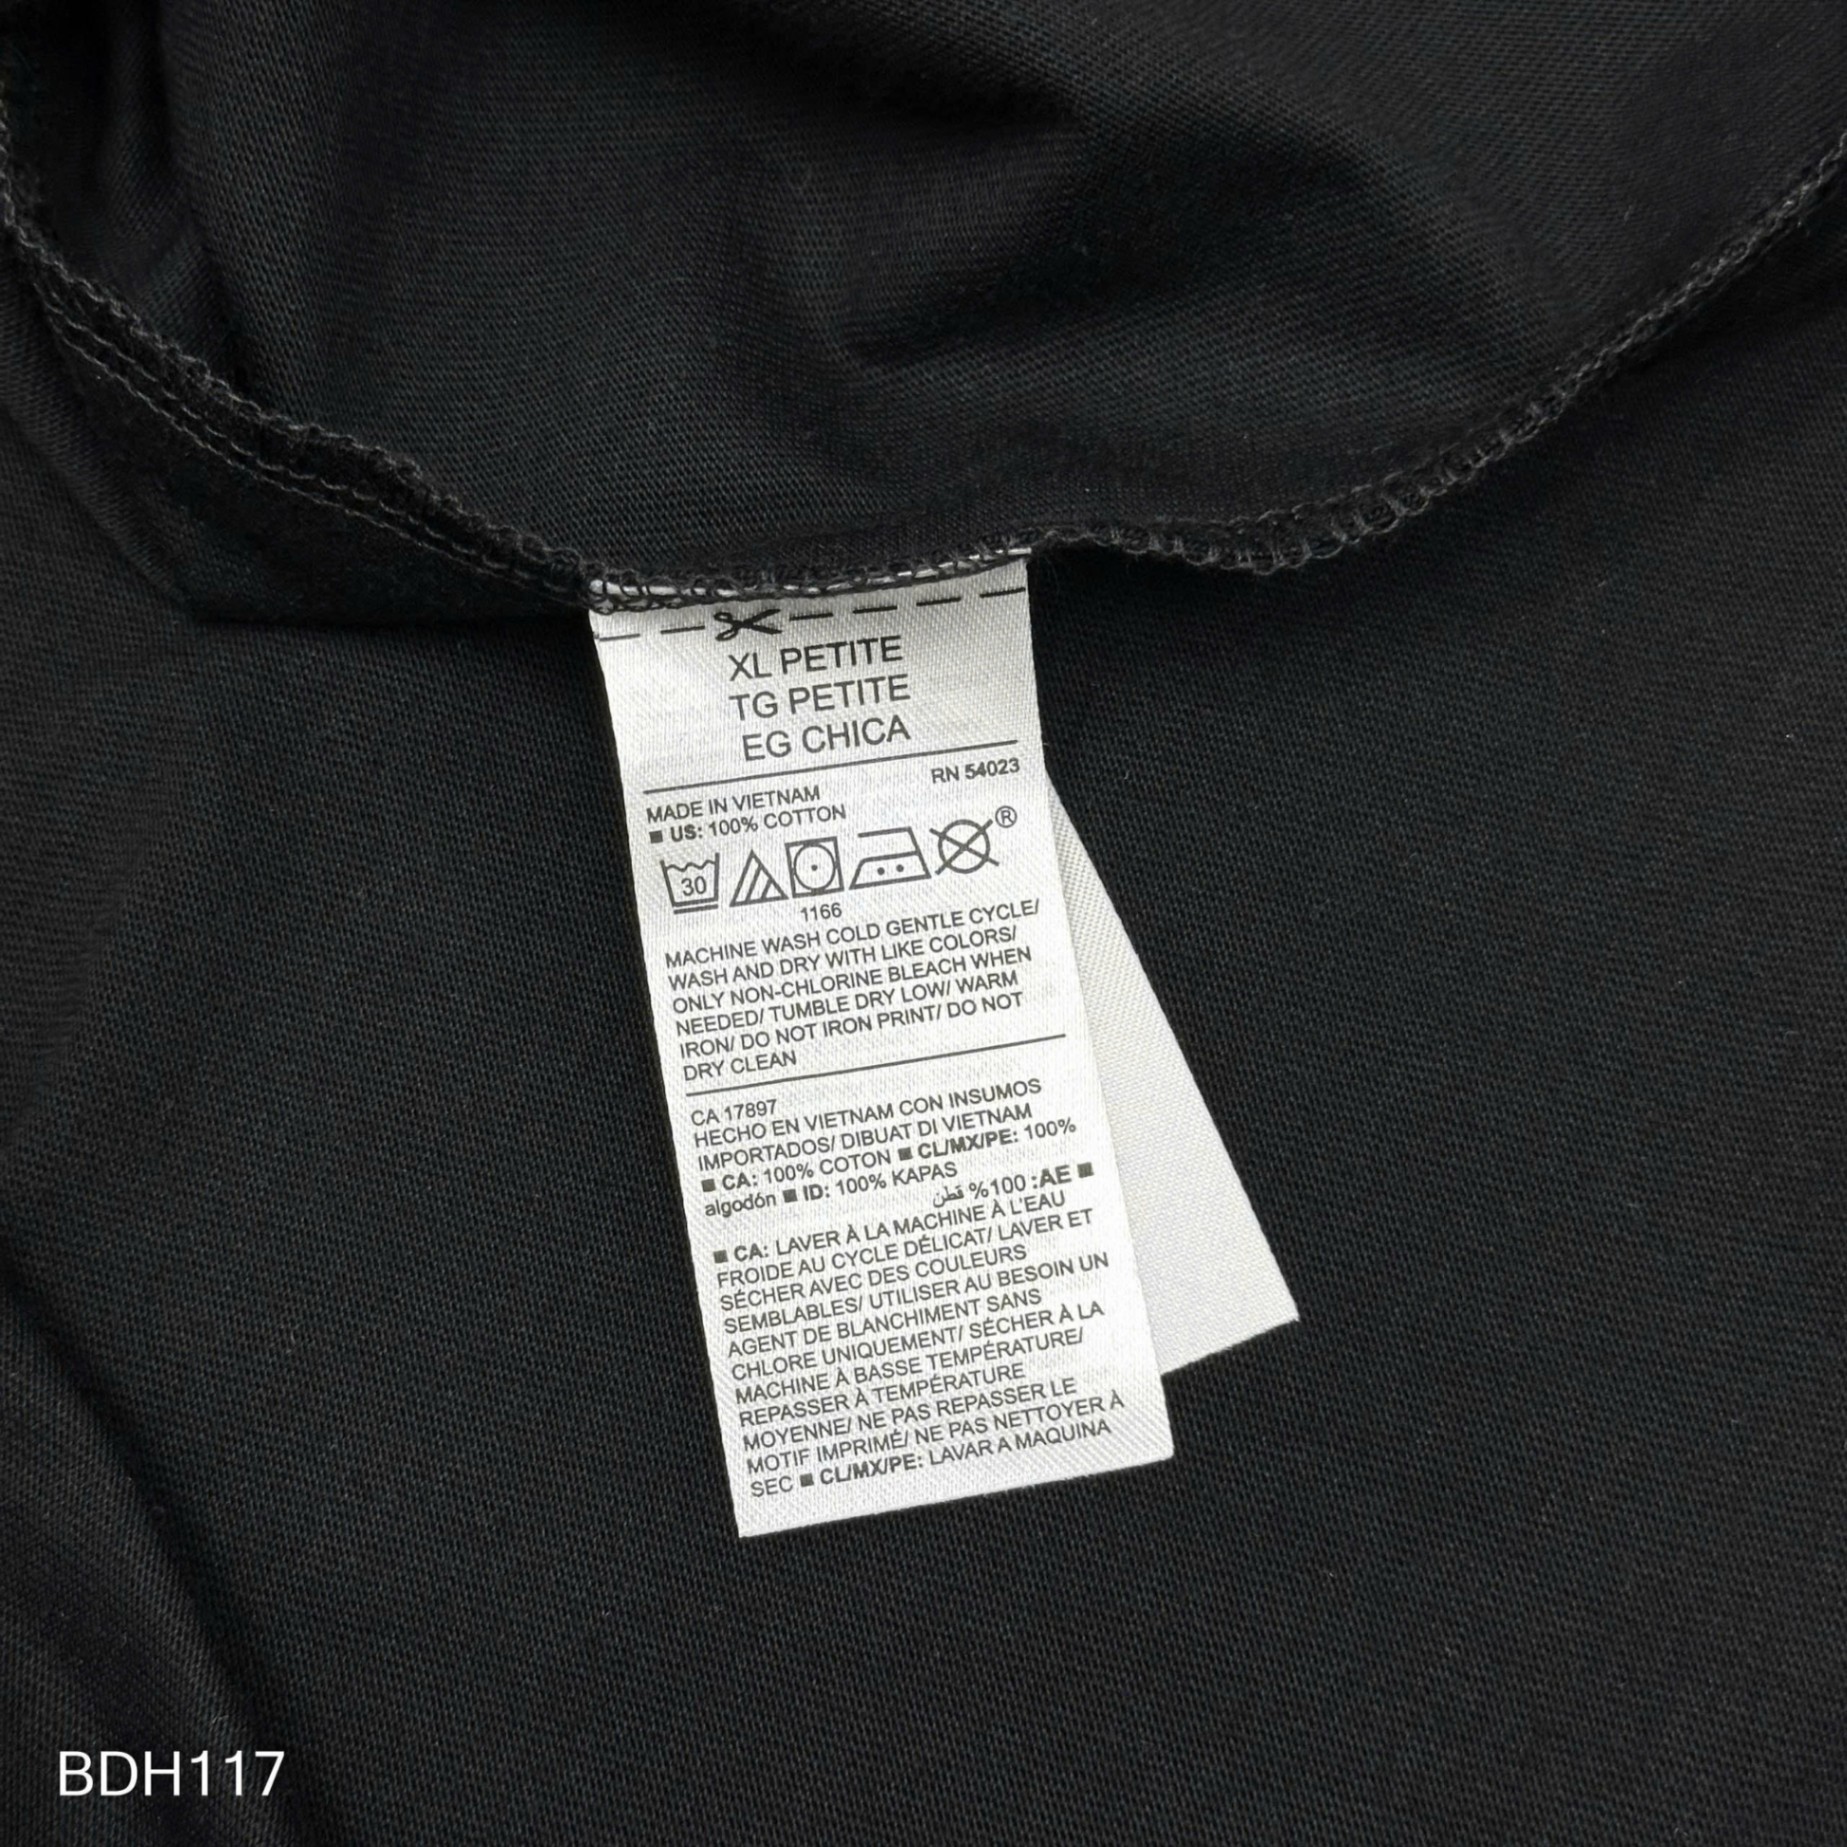 XL PETITE
TG PETITE
EG CHICA
RN 54023
MADE IN VIETNAM
■ US: 100% COTTON
30
®
1166
MACHINE WASH COLD GENTLE CYCLE/
WASH AND DRY WITH LIKE COLORS/
ONLY NON-CHLORINE BLEACH WHEN
NEEDED/ TUMBLE DRY LOW/ WARM
IRON/ DO NOT IRON PRINT/ DO NOT
DRY CLEAN
CA 17897
HECHO EN VIETNAM CON INSUMOS
IMPORTADOS/ DIBUAT DI VIETNAM
■ CA: 100% COTON ■ CL/MX/PE: 100%
algodón ■ ID: 100% KAPAS
■ AE: 100% قطن
■ CA: LAVER À LA MACHINE À L'EAU
FROIDE AU CYCLE DÉLICAT/ LAVER ET
SÉCHER AVEC DES COULEURS
SEMBLABLES/ UTILISER AU BESOIN UN
AGENT DE BLANCHIMENT SANS
CHLORE UNIQUEMENT/ SÉCHER À LA
MACHINE À BASSE TEMPÉRATURE/
REPASSER À TEMPÉRATURE
MOYENNE/ NE PAS REPASSER LE
MOTIF IMPRIMÉ/ NE PAS NETTOYER À
SEC ■ CL/MX/PE: LAVAR A MAQUINA
BDH117